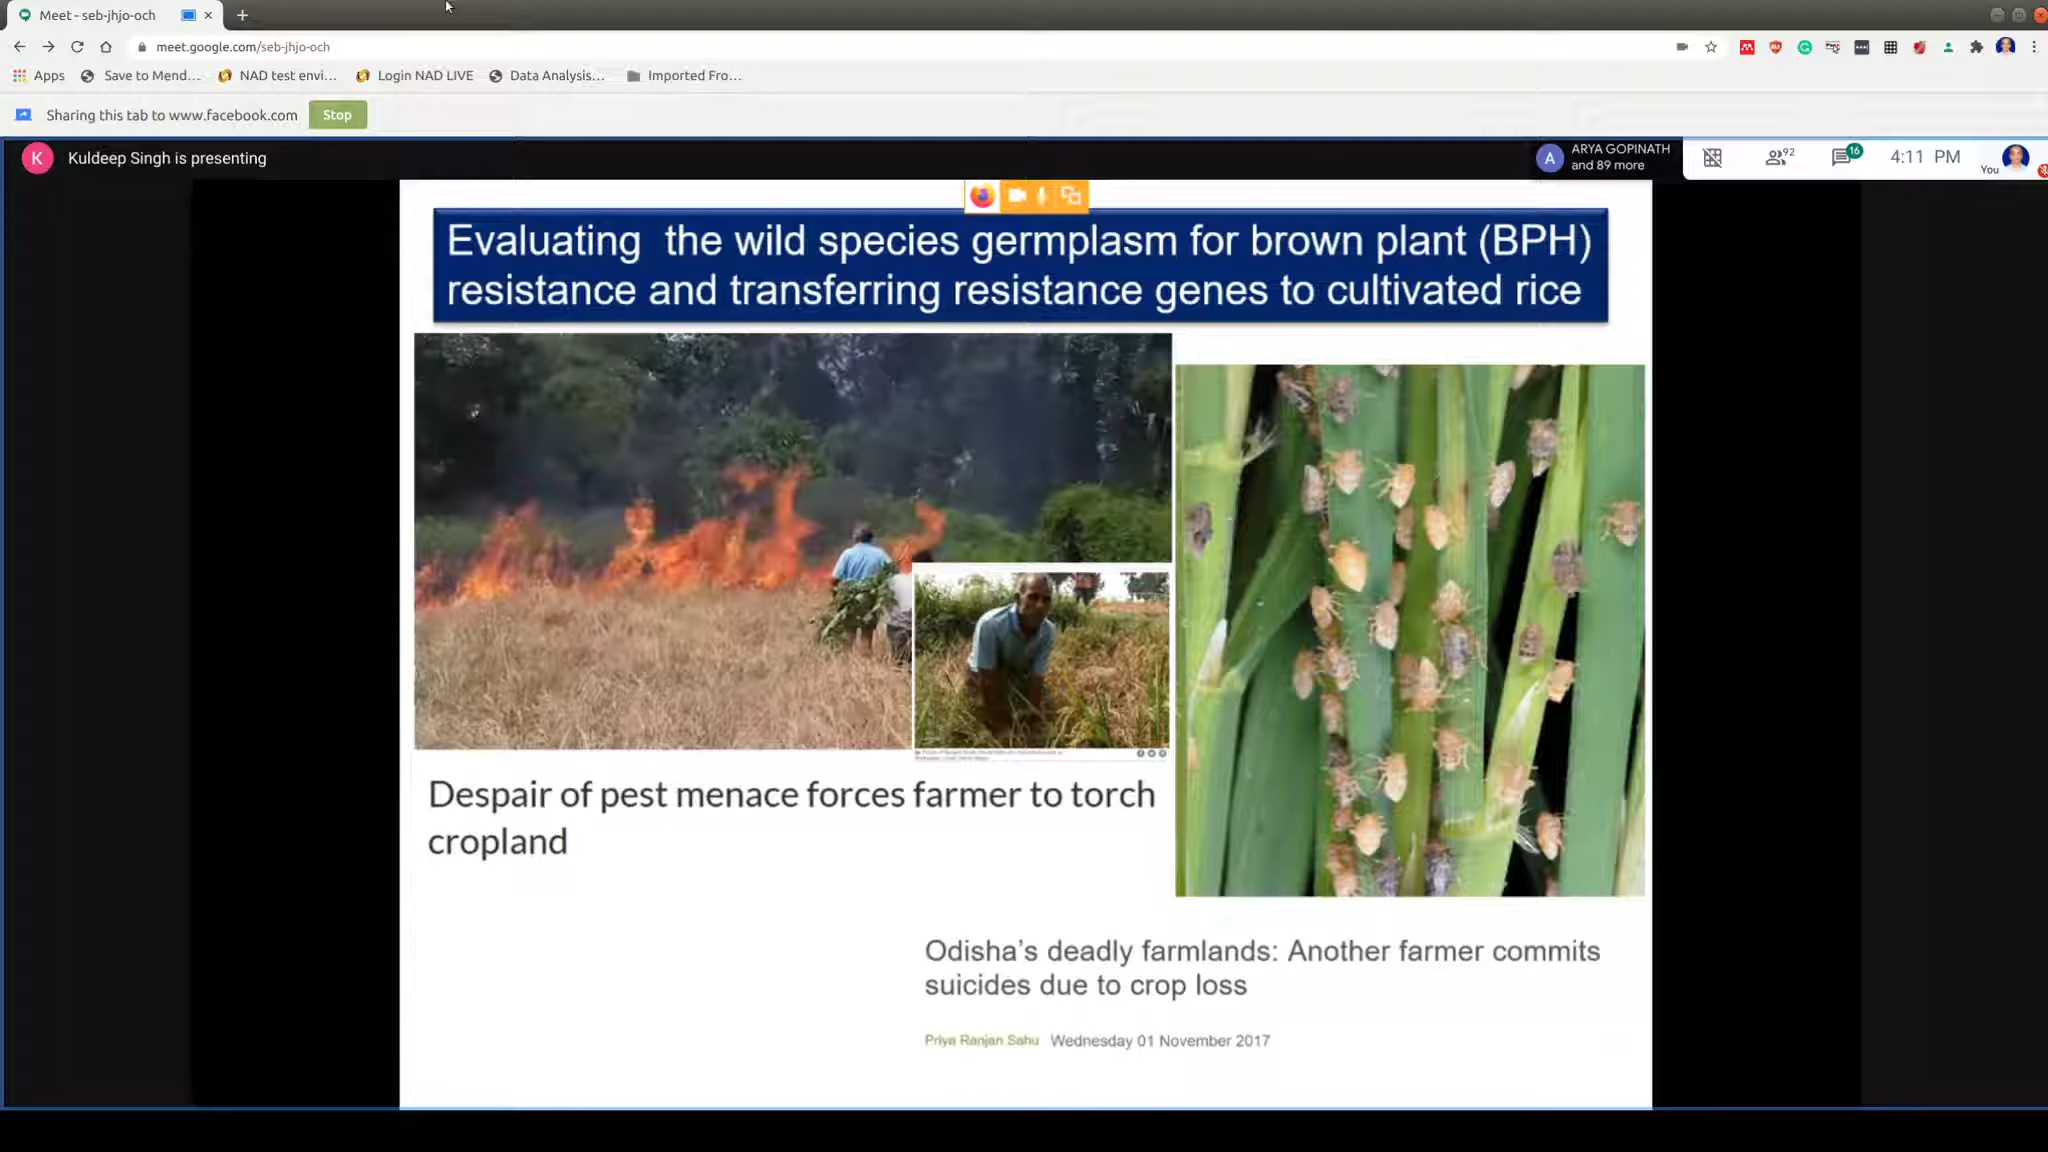 Meet - seb-jhjo-och
meet.google.com/seb-jhjo-och
Apps
Save to Mend...
NAD test envi...
Login NAD LIVE
Data Analysis...
Imported Fro...
Sharing this tab to www.facebook.com
Stop
K
Kuldeep Singh is presenting
A
ARYA GOPINATH
and 89 more
92
16
4:11 PM
You
Evaluating the wild species germplasm for brown plant (BPH)
resistance and transferring resistance genes to cultivated rice
Despair of pest menace forces farmer to torch
cropland
Odisha's deadly farmlands: Another farmer commits
suicides due to crop loss
Priya Ranjan Sahu Wednesday 01 November 2017